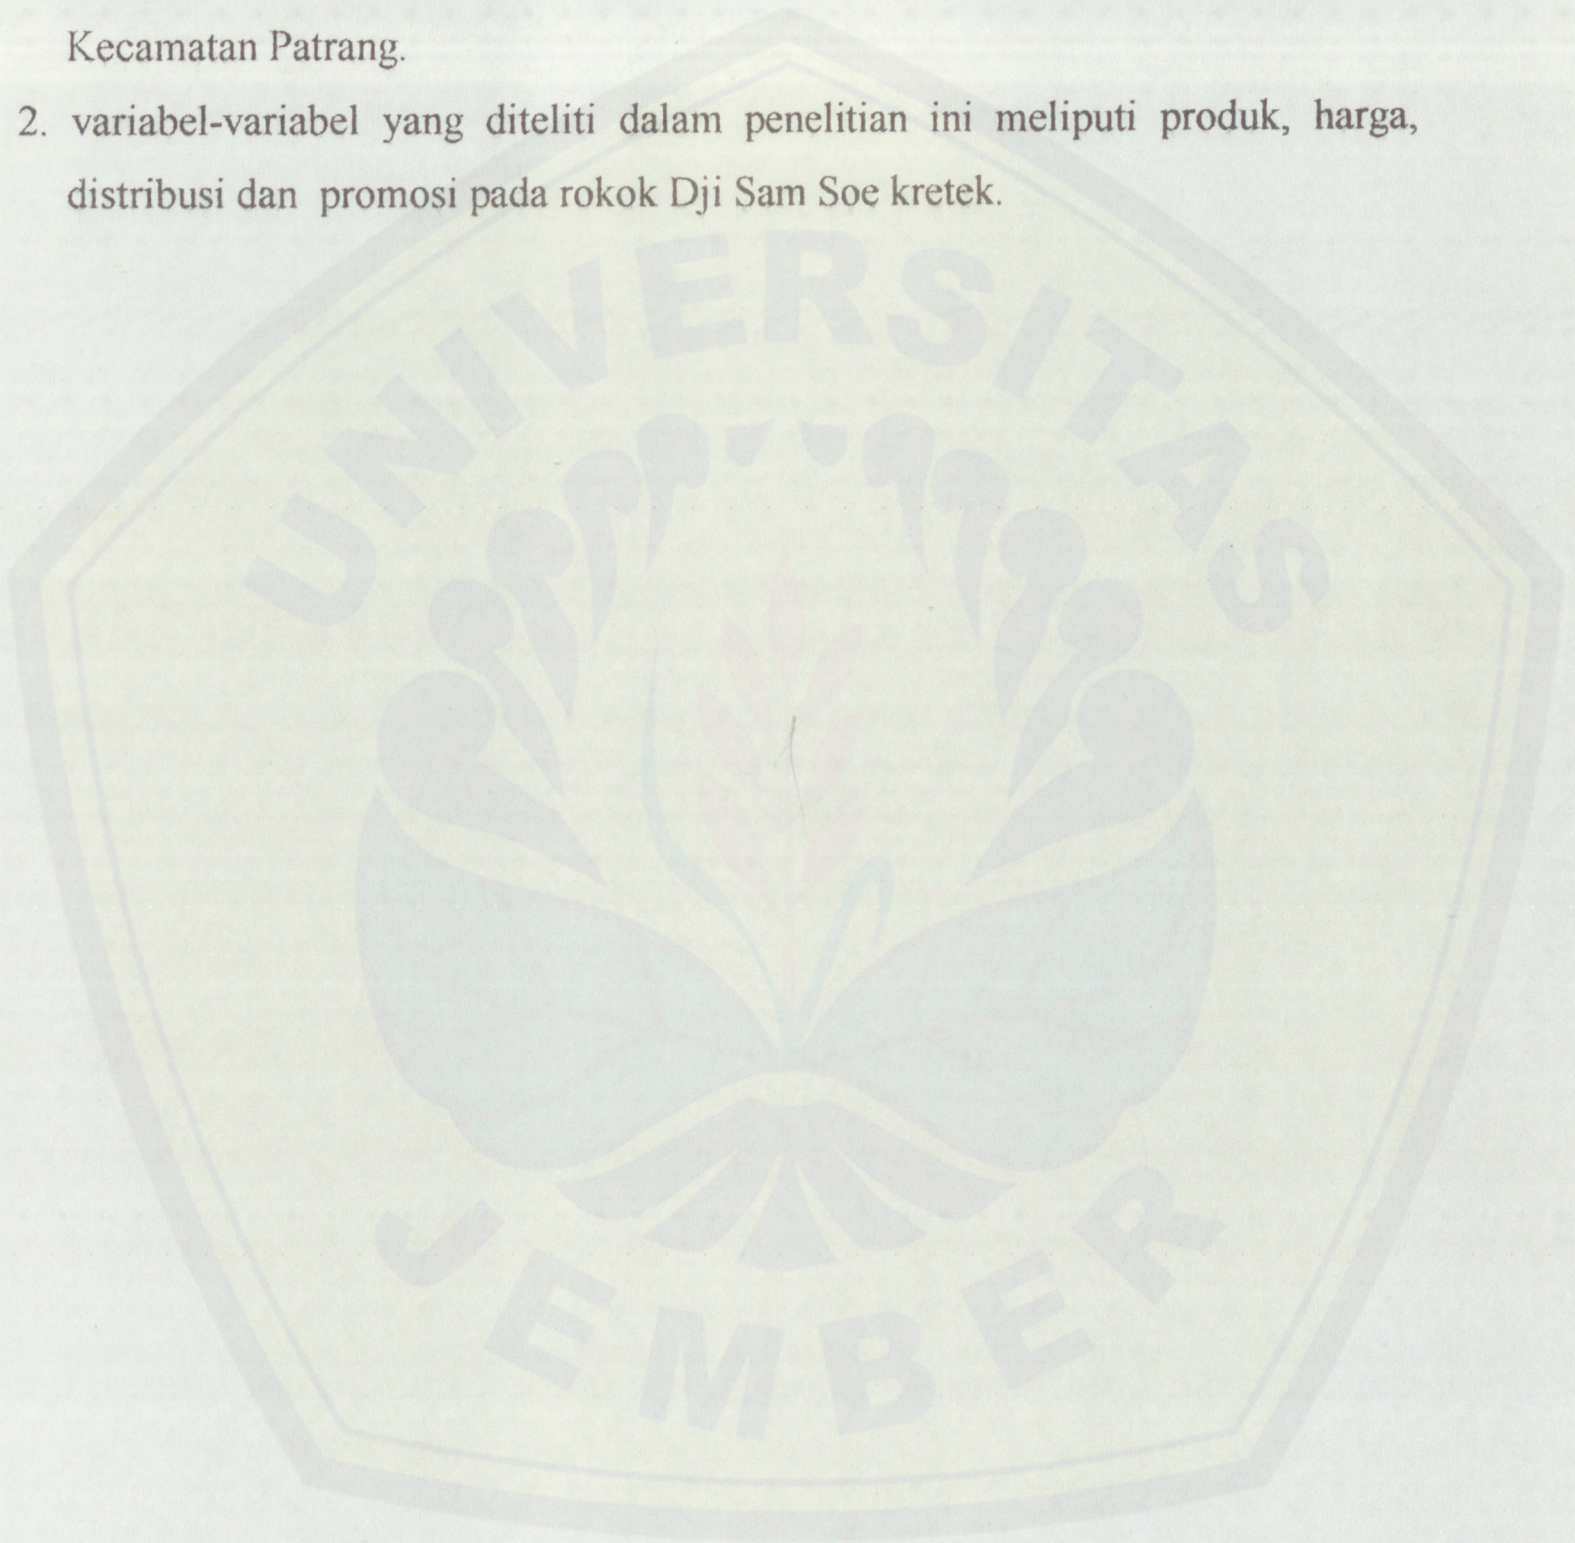 Kecamatan Patrang.
2. variabel-variabel yang diteliti dalam penelitian ini meliputi produk, harga,
distribusi dan promosi pada rokok Dji Sam Soe kretek.
UNIVERSITAS
JEMBER